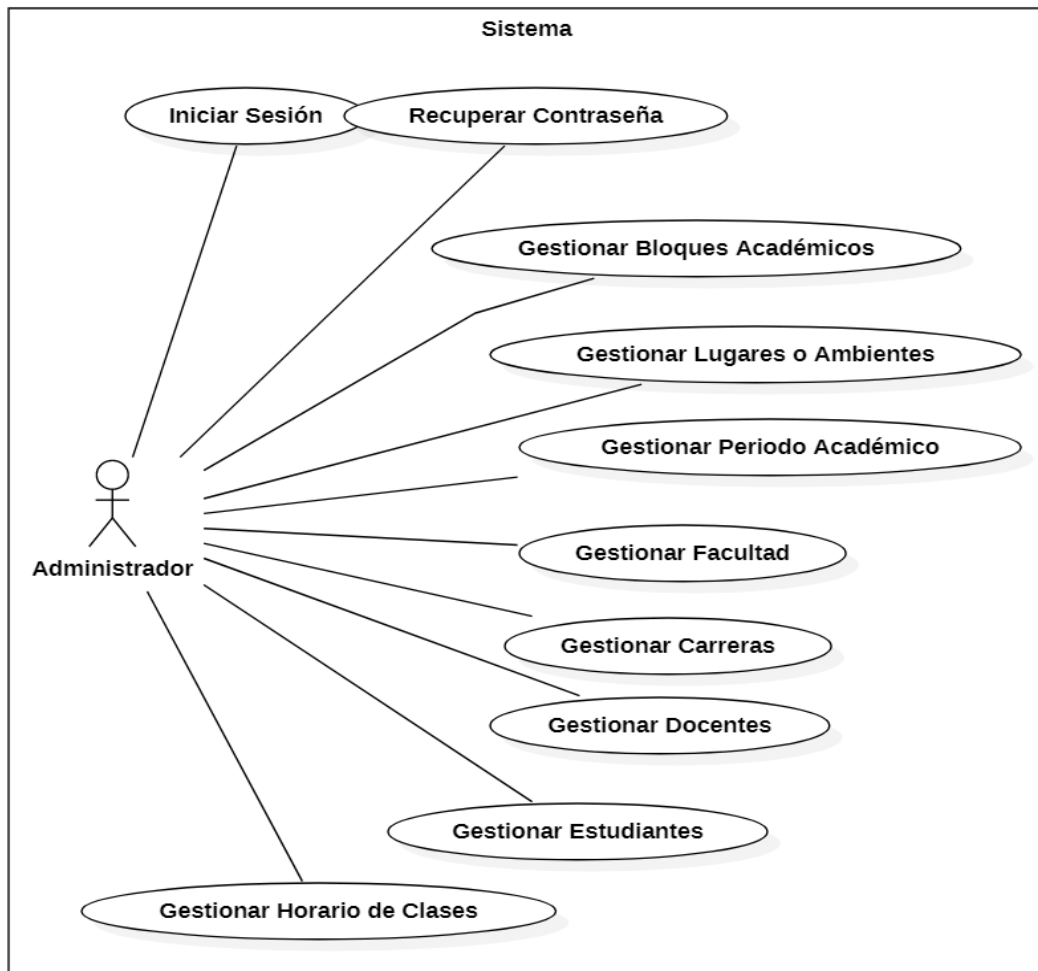 Sistema
Iniciar Sesión
Recuperar Contraseña
Gestionar Bloques Académicos
Gestionar Lugares o Ambientes
Gestionar Periodo Académico
Gestionar Facultad
Administrador
Gestionar Carreras
Gestionar Docentes
Gestionar Estudiantes
Gestionar Horario de Clases